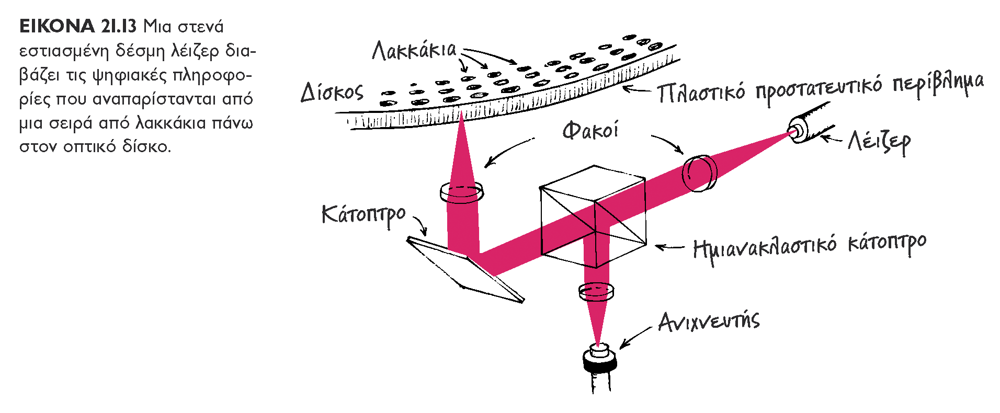 ΕΙΚΟΝΑ 21.13 Μια στενά
εστιασμένη δέσμη λέιζερ δια-
βάζει τις ψηφιακές πληροφο-
ρίες που αναπαρίστανται από
μια σειρά από λακκάκια πάνω
στον οπτικό δίσκο.
Λακκάκια
Δίσκος
Πλαστικό προστατευτικό περίβλημα
Φακοί
Λέιζερ
Κάτοπτρο
Ημιανακλαστικό κάτοπτρο
Ανιχνευτής